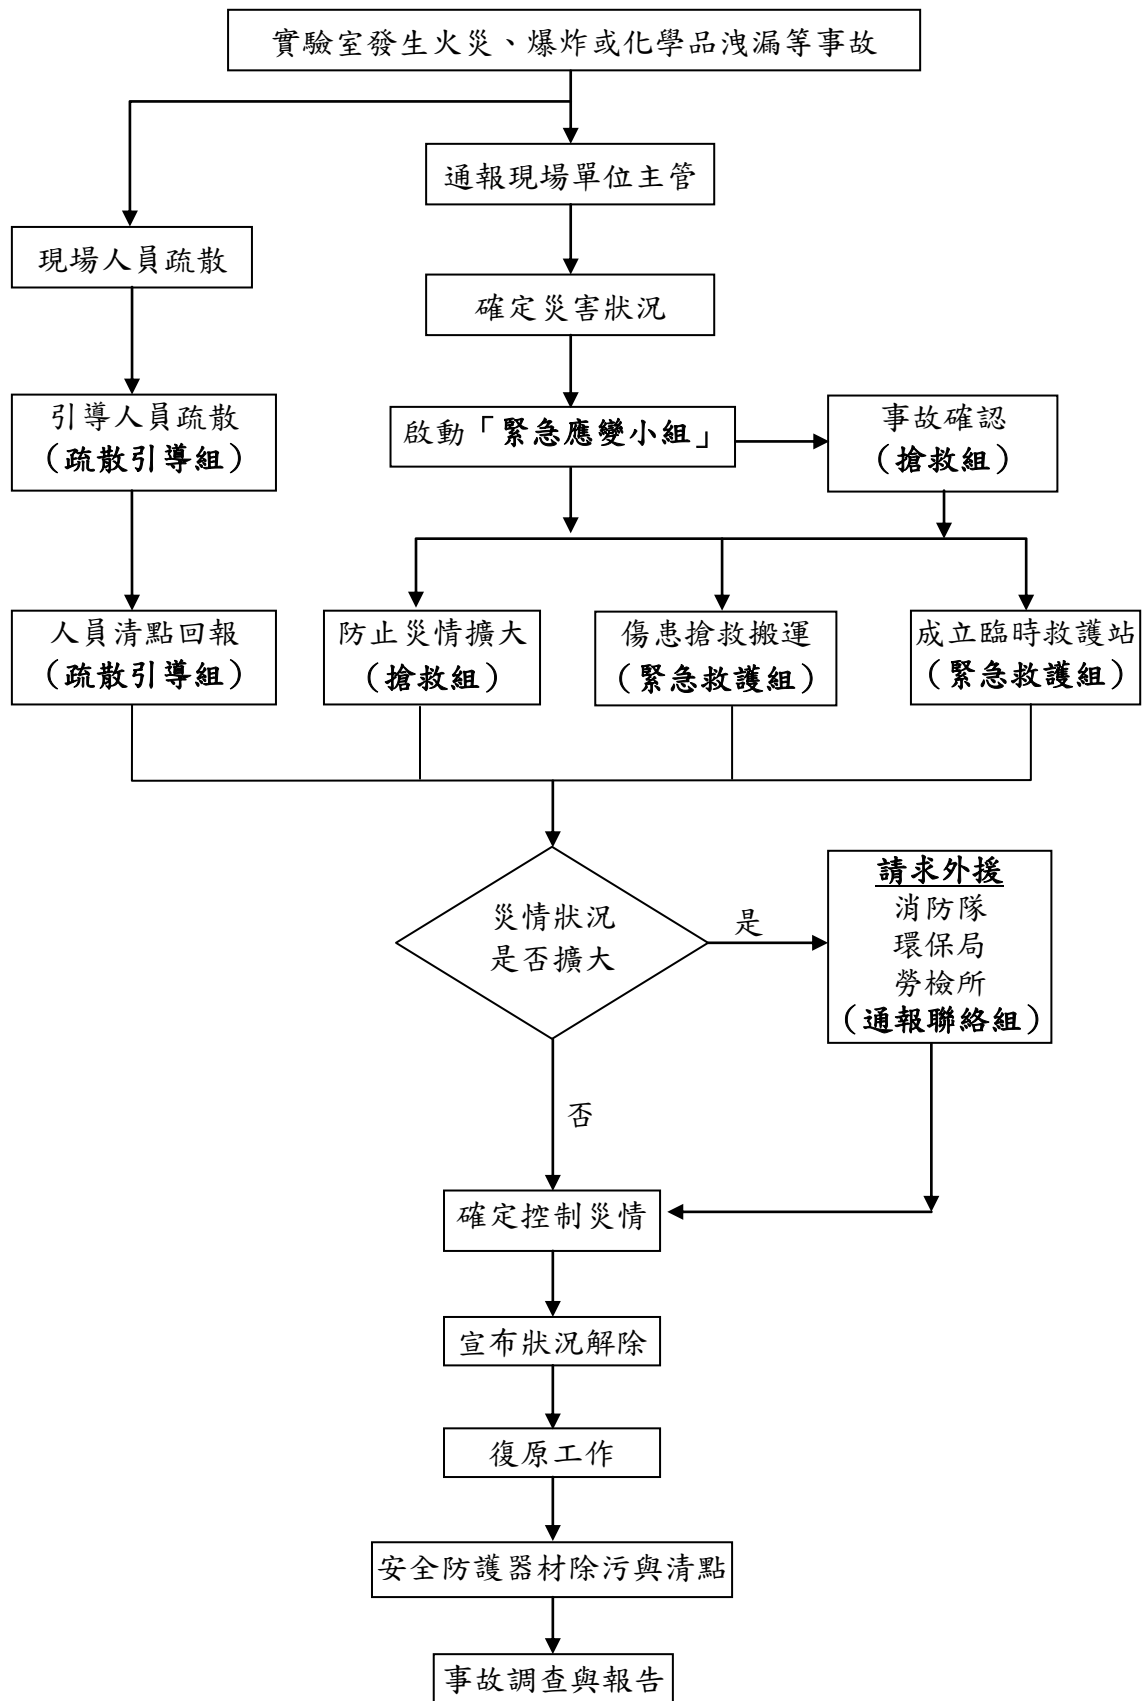 實驗室發生火災、爆炸或化學品洩漏等事故
通報現場單位主管
現場人員疏散
確定災害狀況
引導人員疏散
（疏散引導組）
啟動「緊急應變小組」
事故確認
（搶救組）
人員清點回報
（疏散引導組）
防止災情擴大
（搶救組）
傷患搶救搬運
（緊急救護組）
成立臨時救護站
（緊急救護組）
災情狀況
是否擴大
是
請求外援
消防隊
環保局
勞檢所
（通報聯絡組）
否
確定控制災情
宣布狀況解除
復原工作
安全防護器材除污與清點
事故調查與報告